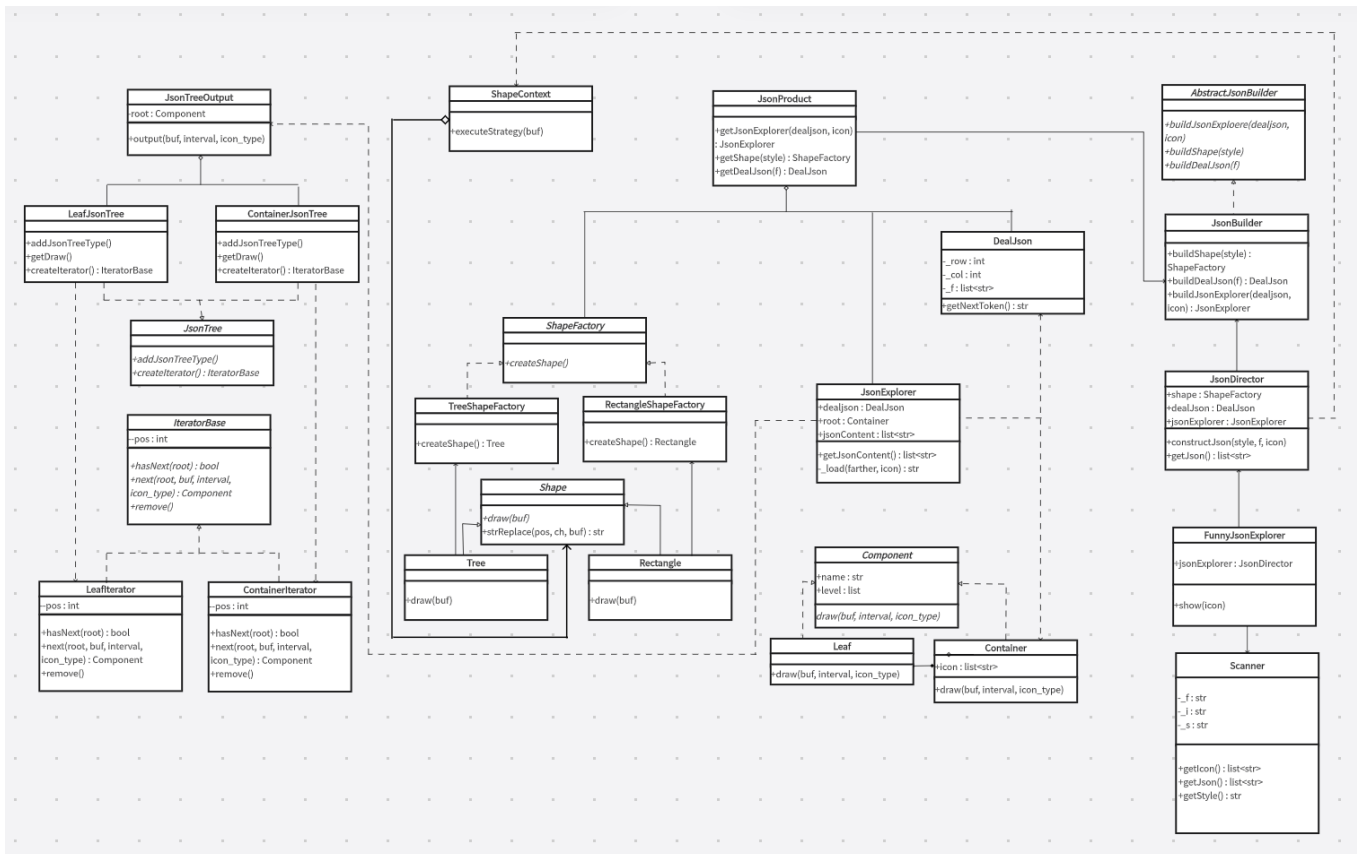 JsonTreeOutput
-root : Component
+output(buf, interval, icon_type)
LeafJsonTree
+addJsonTreeType()
+getDraw()
+createIterator() : IteratorBase
ContainerJsonTree
+addJsonTreeType()
+getDraw()
+createIterator() : IteratorBase
JsonTree
+addJsonTreeType()
+createIterator() : IteratorBase
IteratorBase
--pos : int
+hasNext(root) : bool
+next(root, buf, interval,
icon_type) : Component
+remove()
LeafIterator
--pos : int
+hasNext(root) : bool
+next(root, buf, interval,
icon_type) : Component
+remove()
ContainerIterator
--pos : int
+hasNext(root) : bool
+next(root, buf, interval,
icon_type) : Component
+remove()
ShapeContext
+executeStrategy(buf)
JsonProduct
+getJsonExplorer(dealjson, icon)
: JsonExplorer
+getShape(style) : ShapeFactory
+getDealJson(f) : DealJson
ShapeFactory
+createShape()
TreeShapeFactory
+createShape() : Tree
RectangleShapeFactory
+createShape() : Rectangle
Shape
+draw(buf)
+strReplace(pos, ch, buf) : str
Tree
+draw(buf)
Rectangle
+draw(buf)
DealJson
-_row : int
-_col : int
-_f : list<str>
+getNextToken() : str
JsonExplorer
+dealjson : DealJson
+root : Container
+jsonContent : list<str>
+getJsonContent() : list<str>
-_load(farther, icon) : str
Component
+name : str
+level : list
draw(buf, interval, icon_type)
Leaf
+draw(buf, interval, icon_type)
Container
+icon : list<str>
+draw(buf, interval, icon_type)
AbstractJsonBuilder
+buildJsonExploere(dealjson,
icon)
+buildShape(style)
+buildDealJson(f)
JsonBuilder
+buildShape(style) :
ShapeFactory
+buildDealJson(f) : DealJson
+buildJsonExplorer(dealjson,
icon) : JsonExplorer
JsonDirector
+shape : ShapeFactory
+dealJson : DealJson
+jsonExplorer : JsonExplorer
+constructJson(style, f, icon)
+getJson() : list<str>
FunnyJsonExplorer
+jsonExplorer : JsonDirector
+show(icon)
Scanner
-_f : str
-_i : str
-_s : str
+getIcon() : list<str>
+getJson() : list<str>
+getStyle() : str